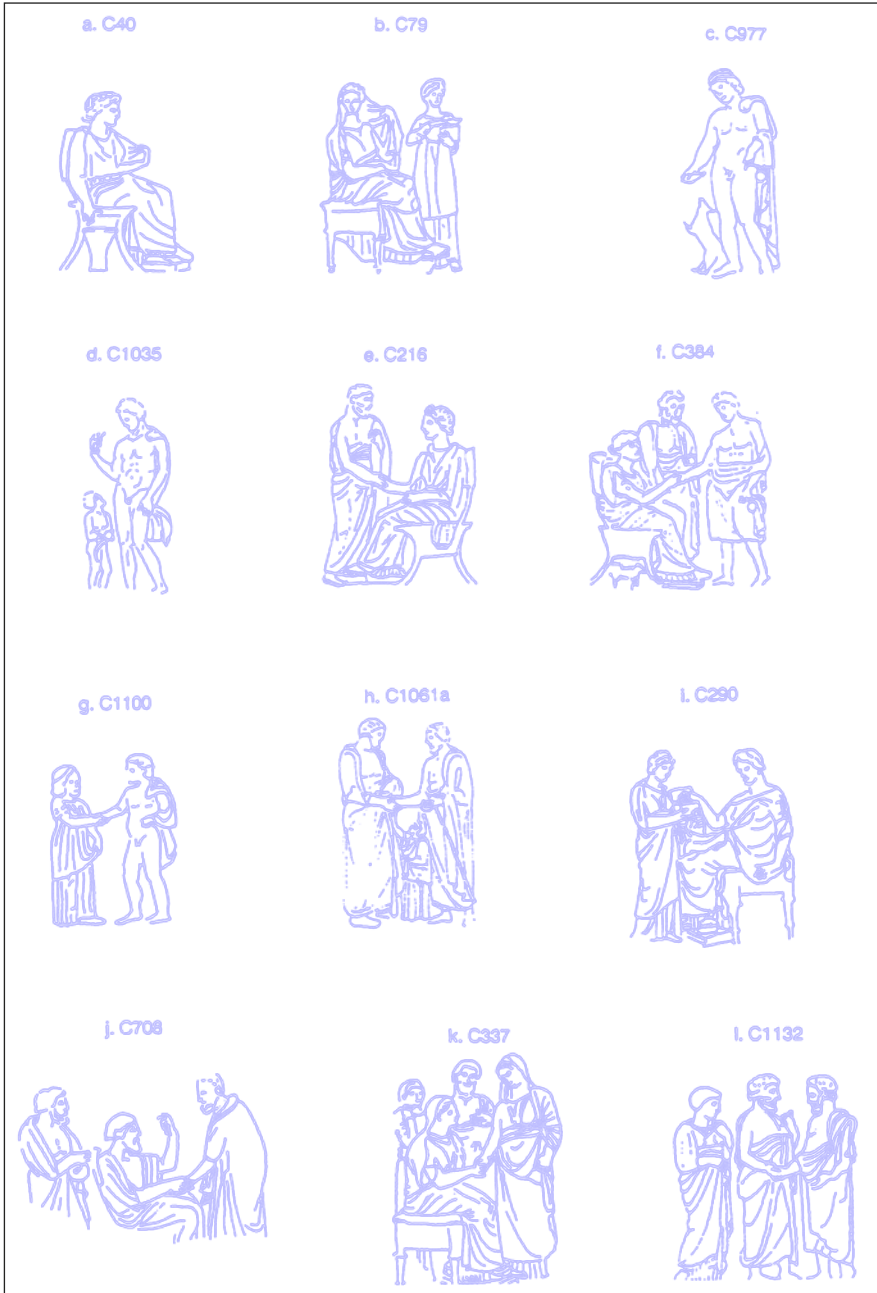 a. C40
b. C79
c. C977
d. C1035
e. C216
f. C384
g. C1100
h. C1061a
i. C290
j. C708
k. C337
l. C1132